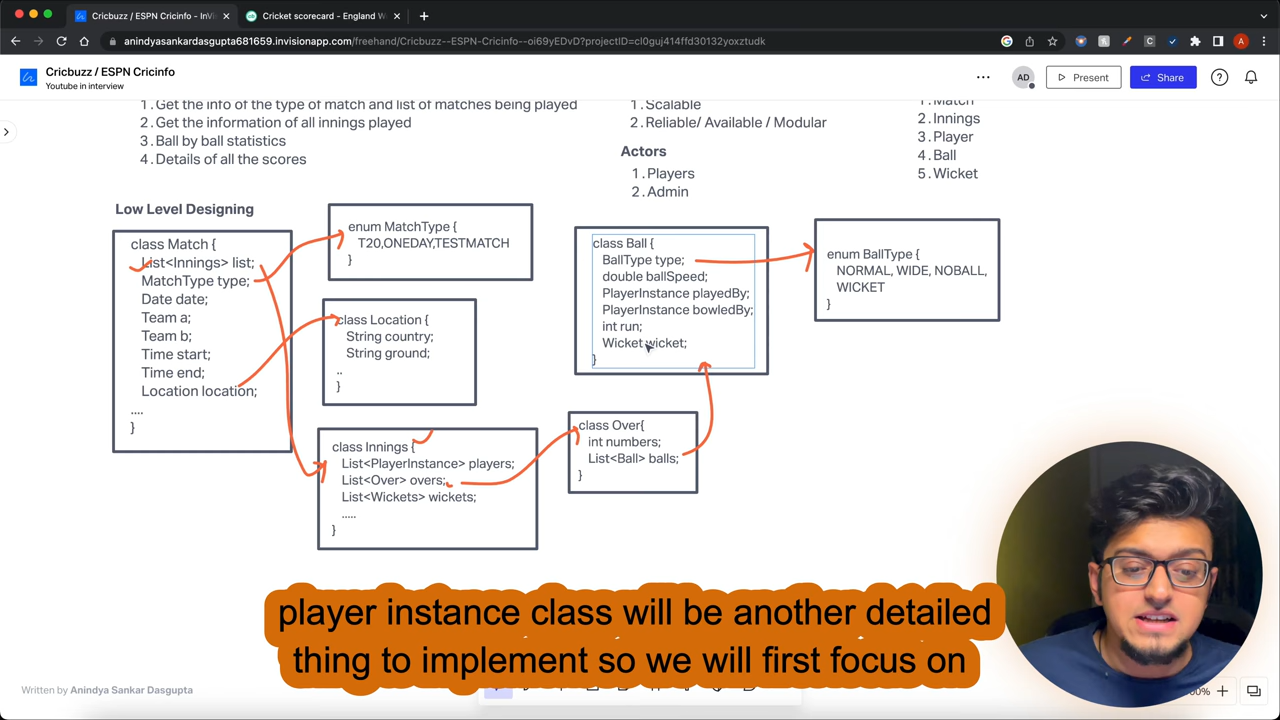 Cricbuzz / ESPN Cricinfo - InVi
Cricket scorecard - England W
anindyasankardasgupta681659.invisionapp.com/freehand/Cricbuzz--ESPN-Cricinfo--oi69yEDvD?projectID=cl0guj414ffd30132yoxztudk
A
Cricbuzz / ESPN Cricinfo
Youtube in interview
AD
Present
Share
1. Get the info of the type of match and list of matches being played
2. Get the information of all innings played
3. Ball by ball statistics
4. Details of all the scores
1. Scalable
2. Reliable/ Available / Modular
Actors
1. Players
2. Admin
1. Match
2. Innings
3. Player
4. Ball
5. Wicket
Low Level Designing
class Match {
List<Innings> list;
MatchType type;
Date date;
Team a;
Team b;
Time start;
Time end;
Location location;
....
}
enum MatchType {
T20,ONEDAY,TESTMATCH
}
class Location {
String country;
String ground;
..
}
class Innings {
List<PlayerInstance> players;
List<Over> overs;
List<Wickets> wickets;
.....
}
class Ball {
BallType type;
double ballSpeed;
PlayerInstance playedBy;
PlayerInstance bowledBy;
int run;
Wicket wicket;
}
class Over{
int numbers;
List<Ball> balls;
}
enum BallType {
NORMAL, WIDE, NOBALL,
WICKET
}
player instance class will be another detailed
thing to implement so we will first focus on
Written by Anindya Sankar Dasgupta